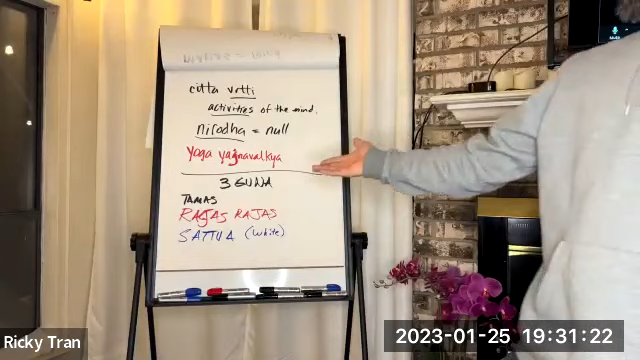 citta vrtti
activities of the mind.
nirodha = null
Yoga yagnavalkya
3 GUNA
TAMAS
RAJAS RAJAS
SATTVA (White)
Ricky Tran
2023-01-25 19:31:22